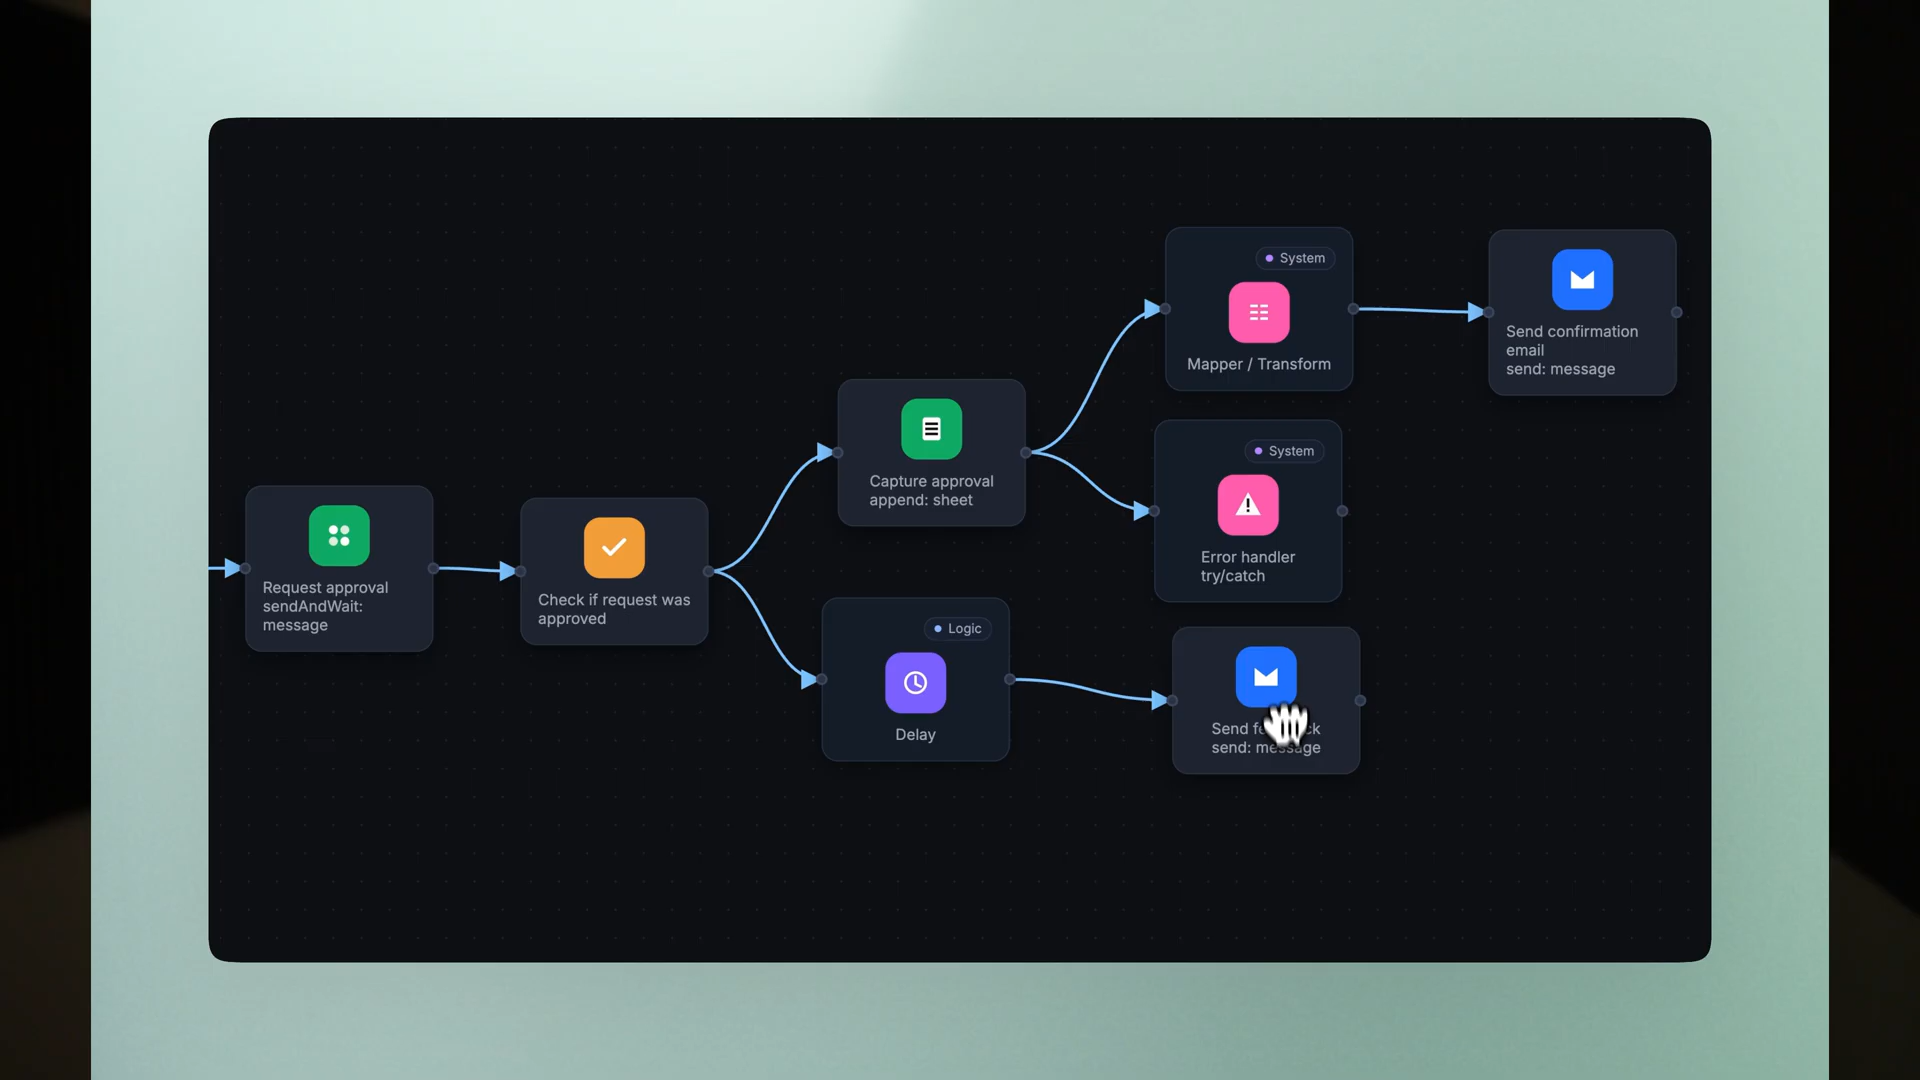 Request approval
sendAndWait:
message
Check if request was
approved
Capture approval
append: sheet
Logic
Delay
System
Mapper / Transform
System
Error handler
try/catch
Send
send: message
Send confirmation
email
send: message